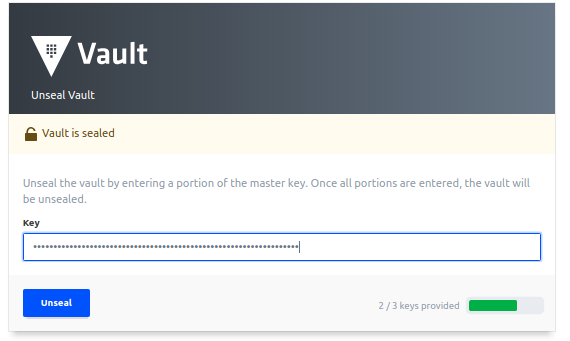 Vault
Unseal Vault
Vault is sealed
Unseal the vault by entering a portion of the master key. Once all portions are entered, the vault will
be unsealed.
Key
Unseal
2 / 3 keys provided